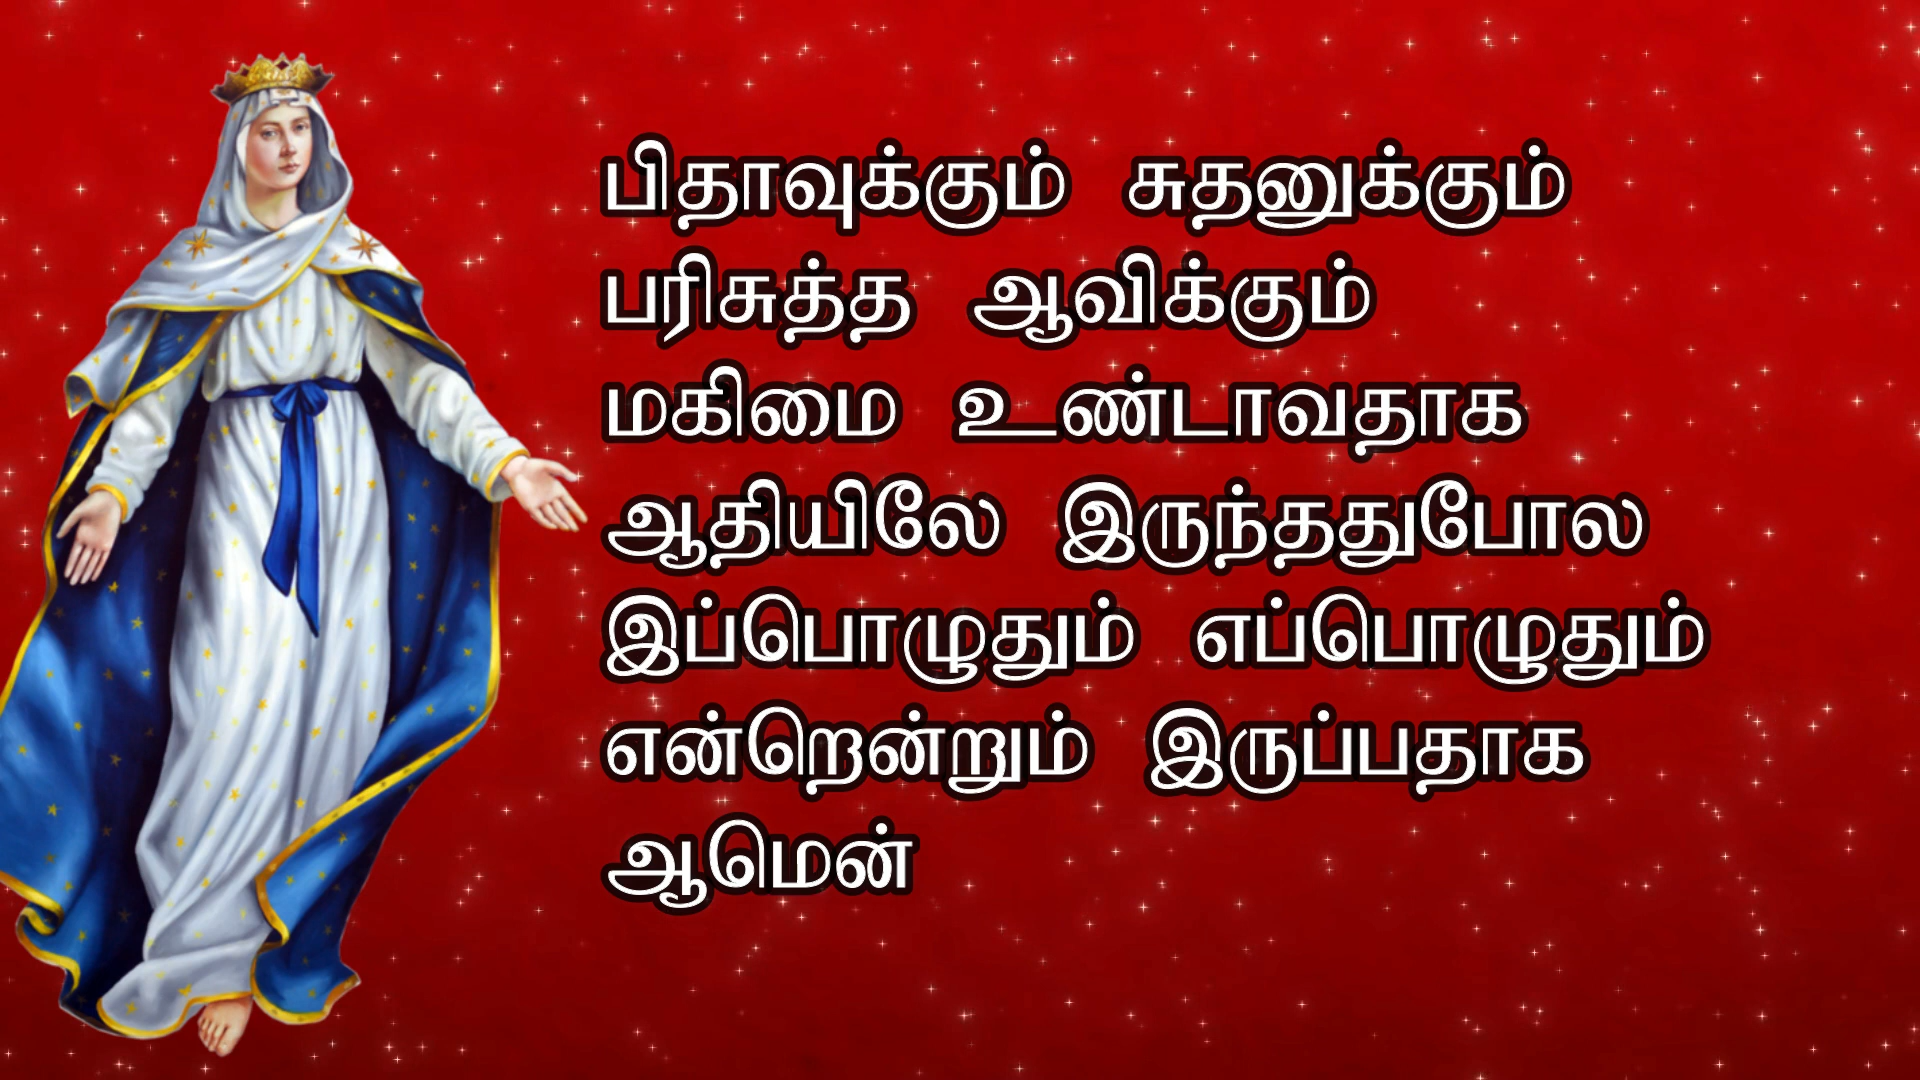 பிதாவுக்கும் சுதனுக்கும்
பரிசுத்த ஆவிக்கும்
மகிமை உண்டாவதாக
ஆதியிலே இருந்ததுபோல
இப்பொழுதும் எப்பொழுதும்
என்றென்றும் இருப்பதாக
ஆமென்